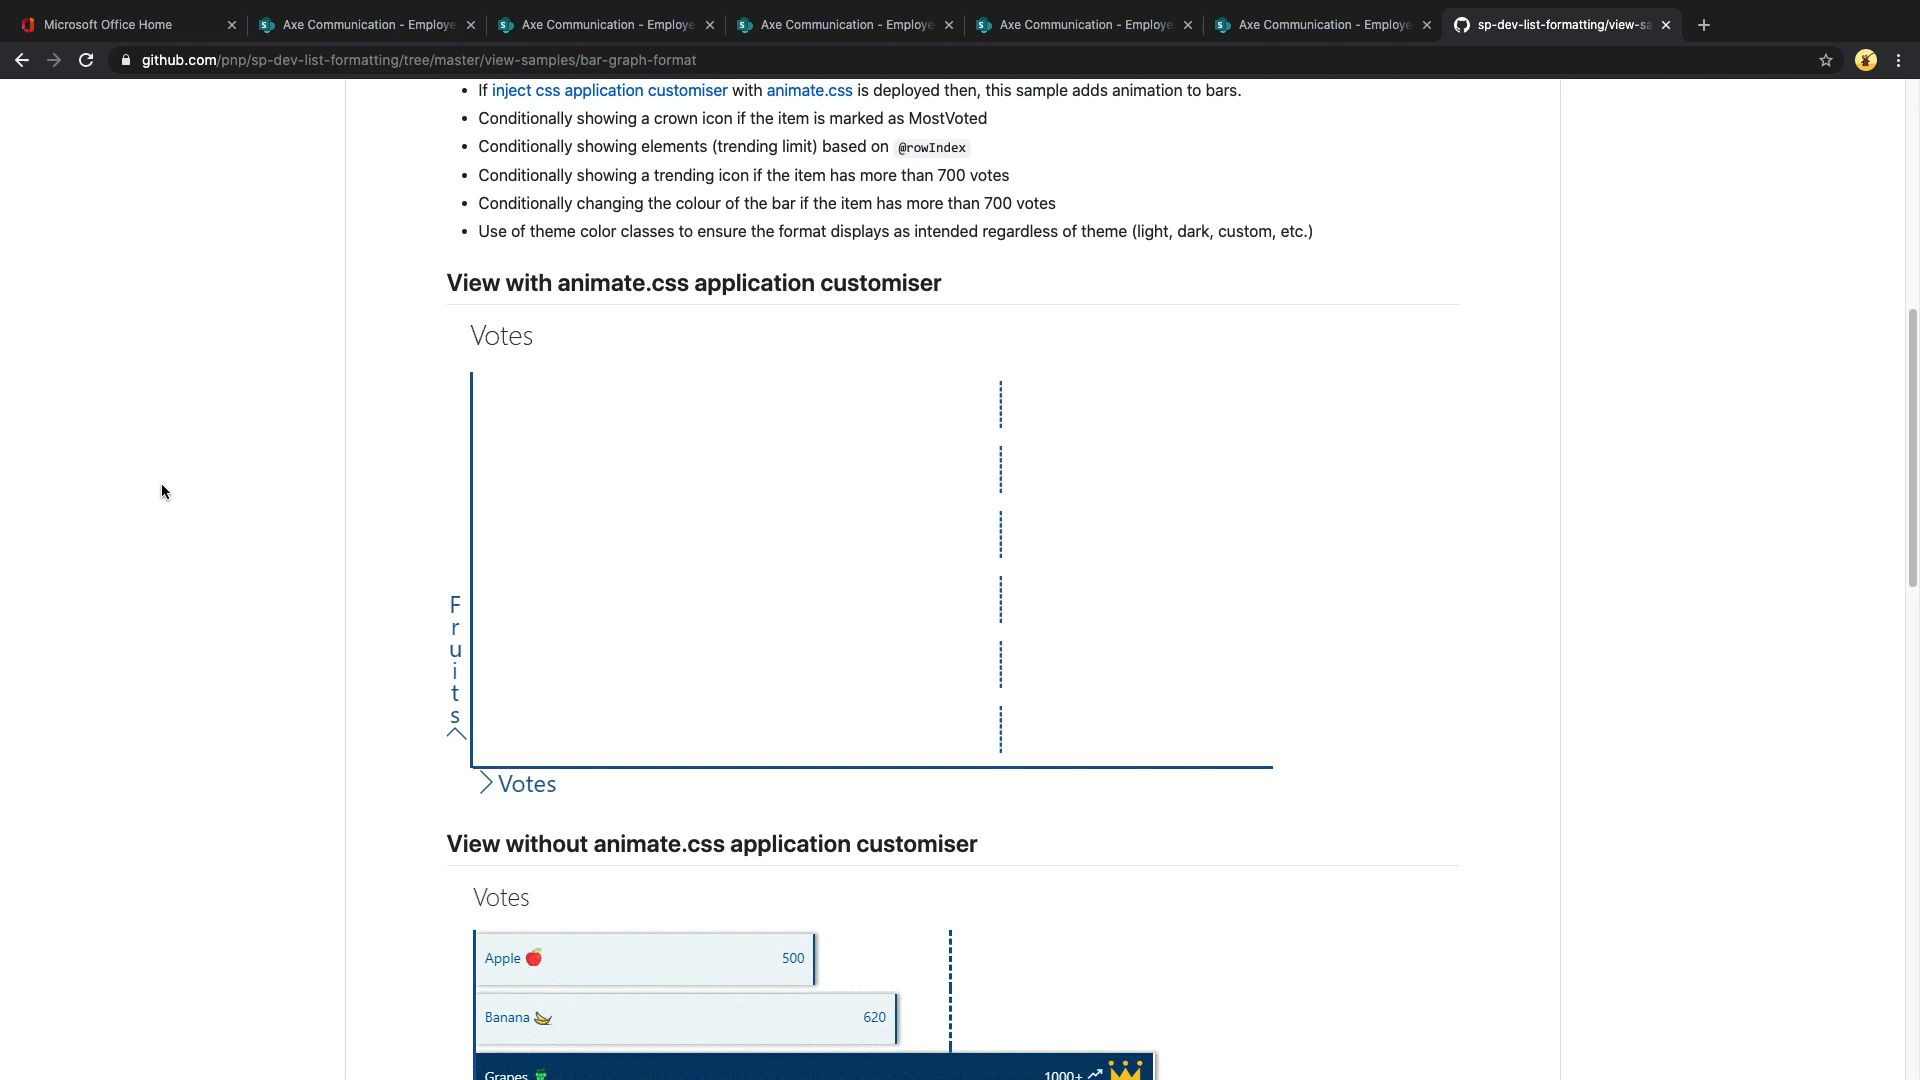 Microsoft Office Home
Axe Communication - Employe
Axe Communication - Employe
Axe Communication - Employe
Axe Communication - Employe
Axe Communication - Employe
sp-dev-list-formatting/view-sa
github.com/pnp/sp-dev-list-formatting/tree/master/view-samples/bar-graph-format
• If inject css application customiser with animate.css is deployed then, this sample adds animation to bars.
• Conditionally showing a crown icon if the item is marked as MostVoted
• Conditionally showing elements (trending limit) based on @rowIndex
• Conditionally showing a trending icon if the item has more than 700 votes
• Conditionally changing the colour of the bar if the item has more than 700 votes
• Use of theme color classes to ensure the format displays as intended regardless of theme (light, dark, custom, etc.)
View with animate.css application customiser
Votes
Fruits
Votes
View without animate.css application customiser
Votes
Apple 500
Banana 620
Grapes 1000+